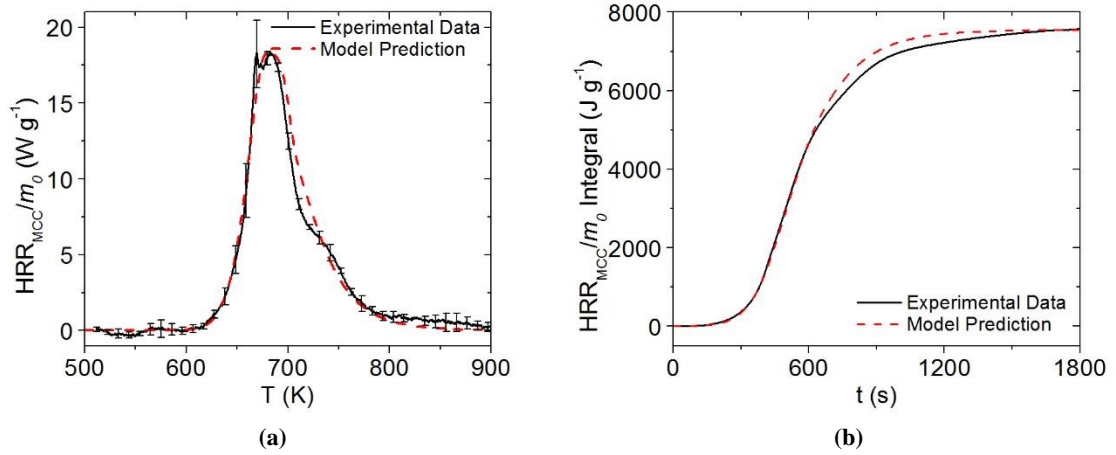 20
15
10
5
0
HRR_MCC/m_0 (W g^-1)
Experimental Data
Model Prediction
500 600 700 800 900
T (K)
(a)
8000
6000
4000
2000
0
HRR_MCC/m_0 Integral (J g^-1)
Experimental Data
Model Prediction
0 600 1200 1800
t (s)
(b)